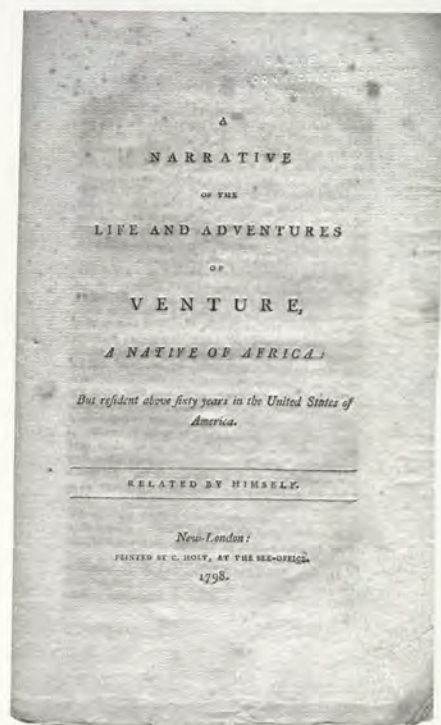 A
NARRATIVE
OF THE
LIFE AND ADVENTURES
OF
VENTURE,
A NATIVE OF AFRICA:
But reſident above ſixty years in the United States of
America.
RELATED BY HIMSELF.
New-London:
PRINTED BY C. HOLT, AT THE BEE-OFFICE.
1798.